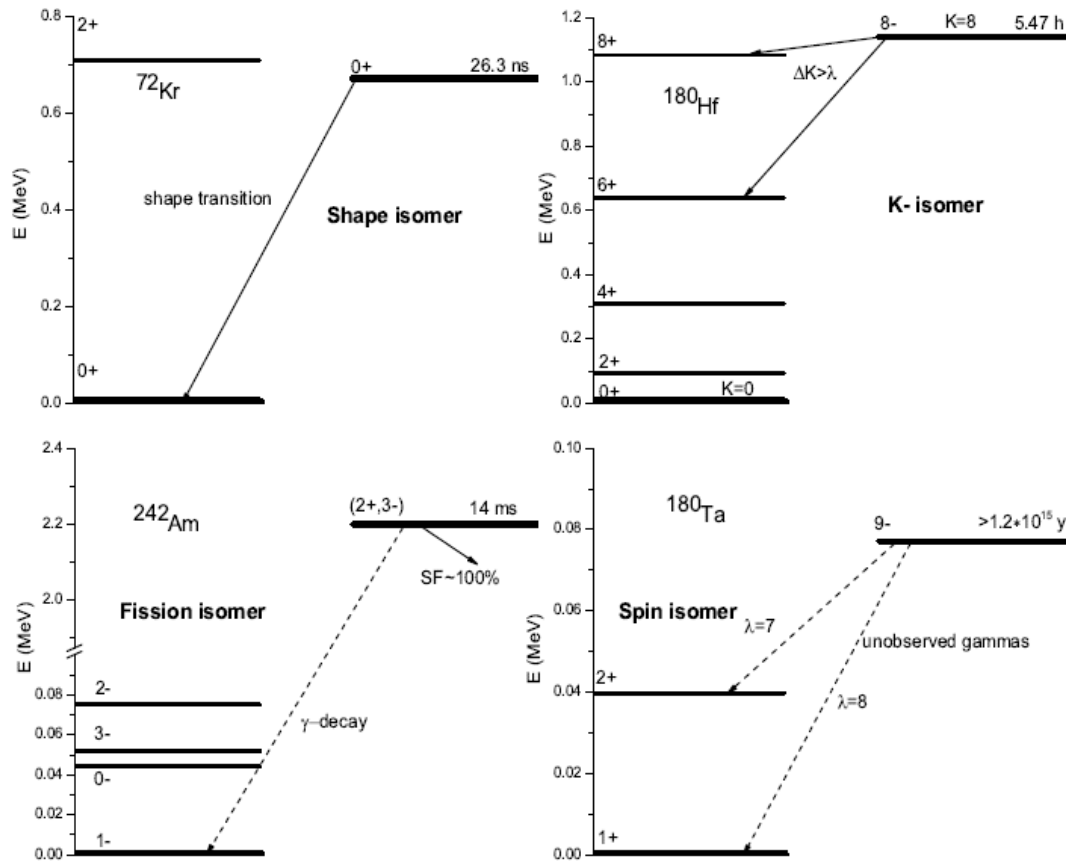 0.8
2+
⁷²Kr
0+
26.3 ns
0.6
E (MeV)
shape transition
Shape isomer
0.4
0.2
0+
0.0
1.2
8+
8-
K=8
5.47 h
1.0
ΔK>λ
¹⁸⁰Hf
0.8
6+
E (MeV)
0.6
K- isomer
0.4
4+
0.2
2+
0+
K=0
0.0
2.4
²⁴²Am
(2+,3-)
14 ms
2.2
SF~100%
Fission isomer
2.0
E (MeV)
2-
0.08
3-
0.06
γ–decay
0.04
0-
0.02
1-
0.00
0.10
¹⁸⁰Ta
9-
>1.2*10¹⁵ y
0.08
Spin isomer
λ=7
unobserved gammas
0.06
E (MeV)
2+
0.04
λ=8
0.02
1+
0.00